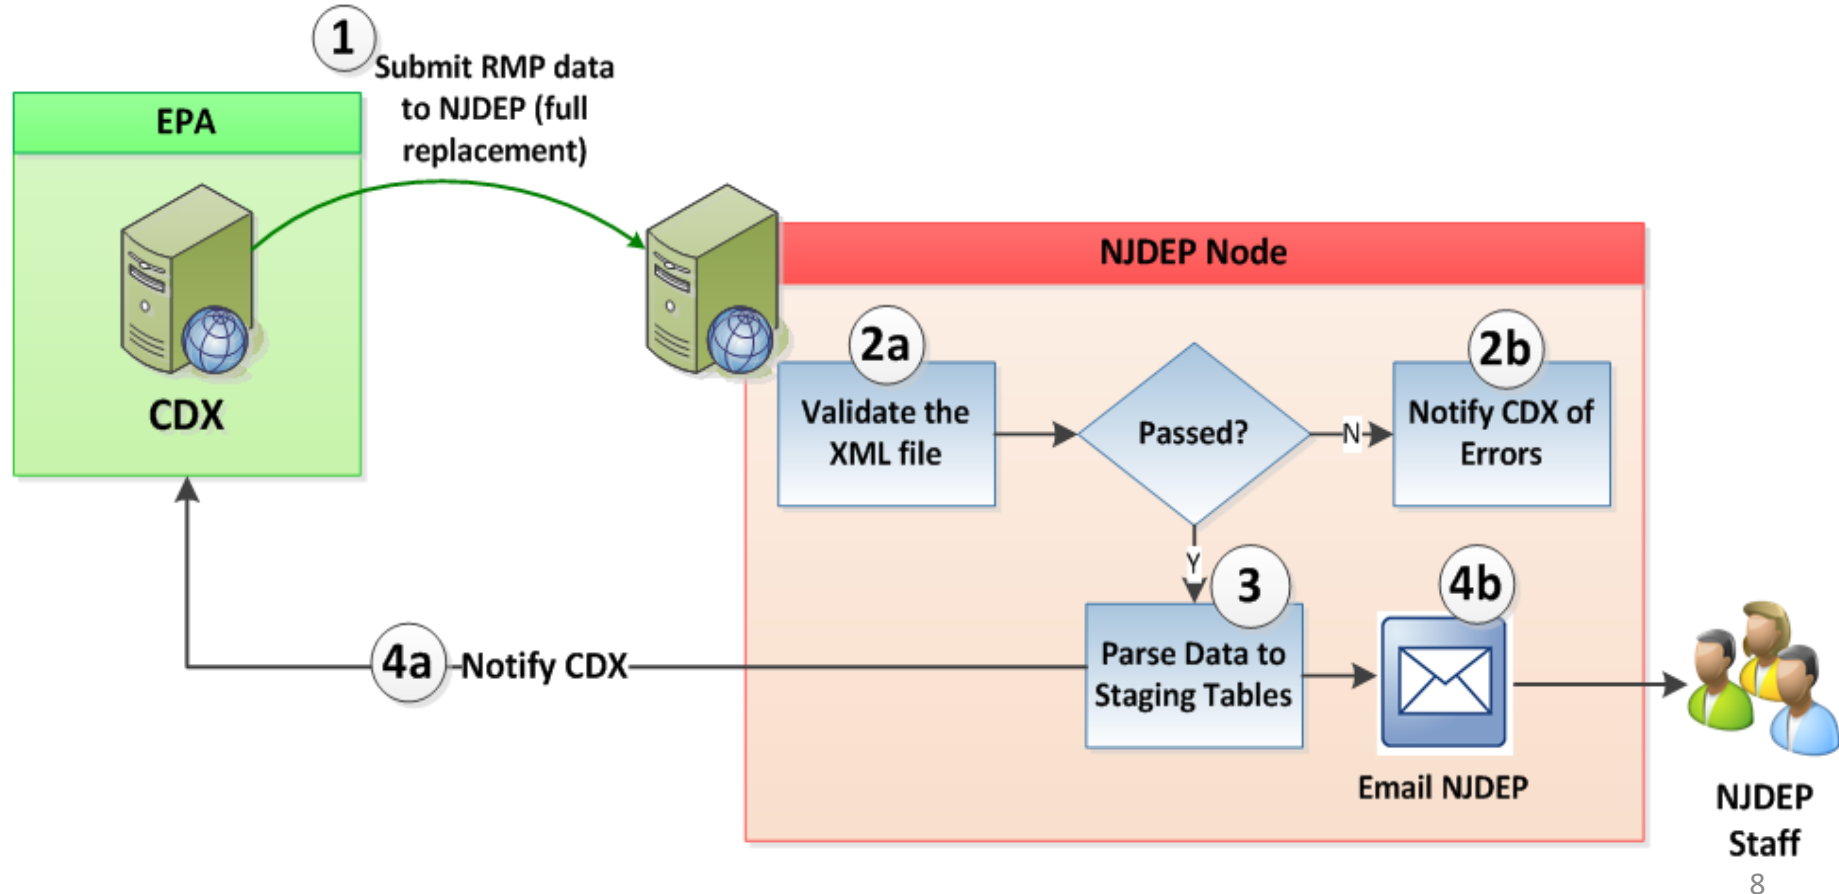 1
Submit RMP data
to NJDEP (full
replacement)
EPA
CDX
NJDEP Node
2a
Validate the
XML file
Passed?
N
2b
Notify CDX of
Errors
Y
3
Parse Data to
Staging Tables
4a
Notify CDX
4b
Email NJDEP
NJDEP
Staff
8